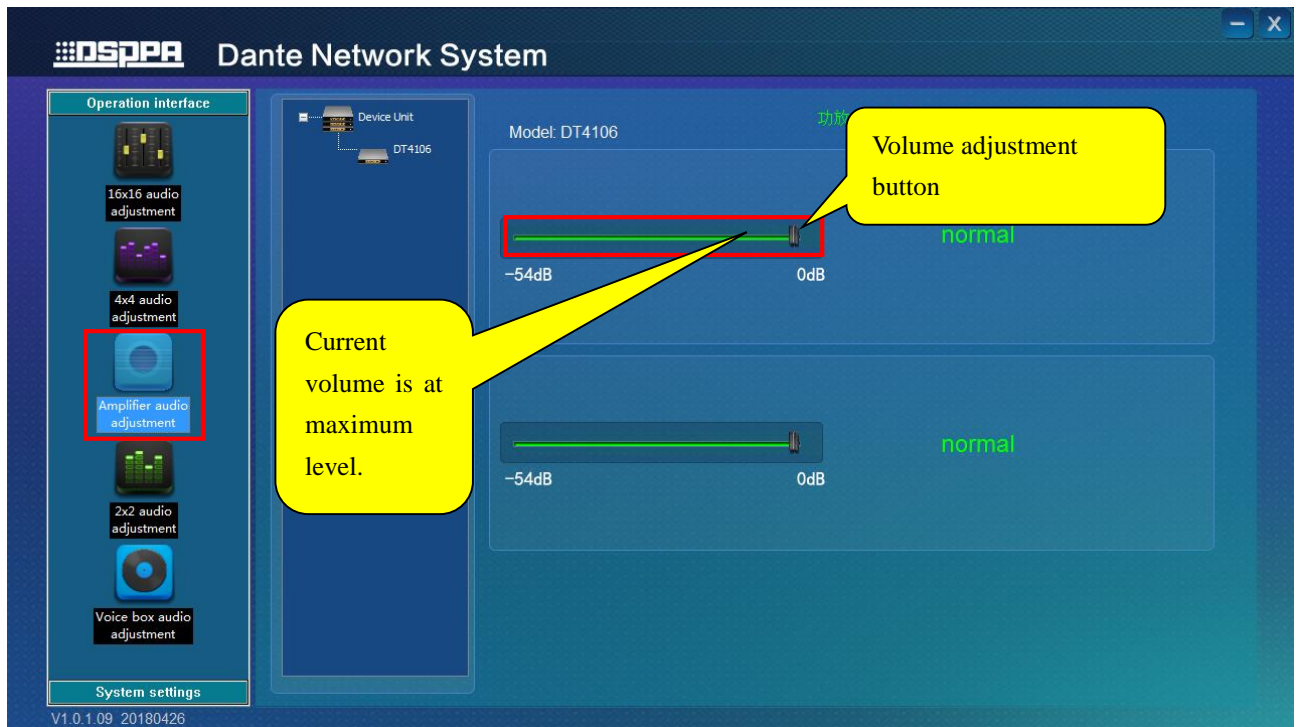 DSPPA Dante Network System
X
Operation interface
16x16 audio
adjustment
4x4 audio
adjustment
Amplifier audio
adjustment
2x2 audio
adjustment
Voice box audio
adjustment
System settings
V1.0.1.09 20180426
Device Unit
DT4106
Model: DT4106
功放
Volume adjustment
button
normal
-54dB
0dB
Current
volume is at
maximum
level.
normal
-54dB
0dB